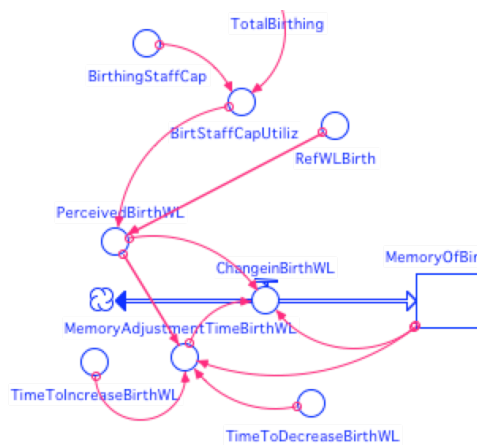 TotalBirthing
BirthingStaffCap
BirtStaffCapUtiliz
RefWLBirth
PerceivedBirthWL
MemoryOfBir
ChangeinBirthWL
MemoryAdjustmentTimeBirthWL
TimeToIncreaseBirthWL
TimeToDecreaseBirthWL